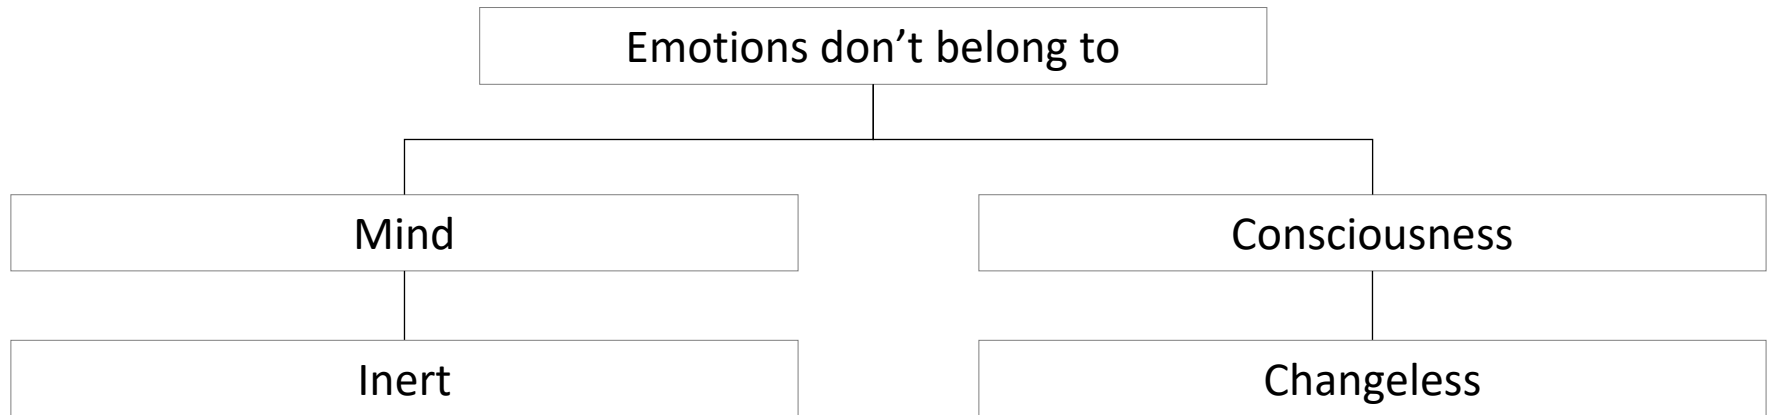 Emotions don’t belong to
Mind
Consciousness
Inert
Changeless